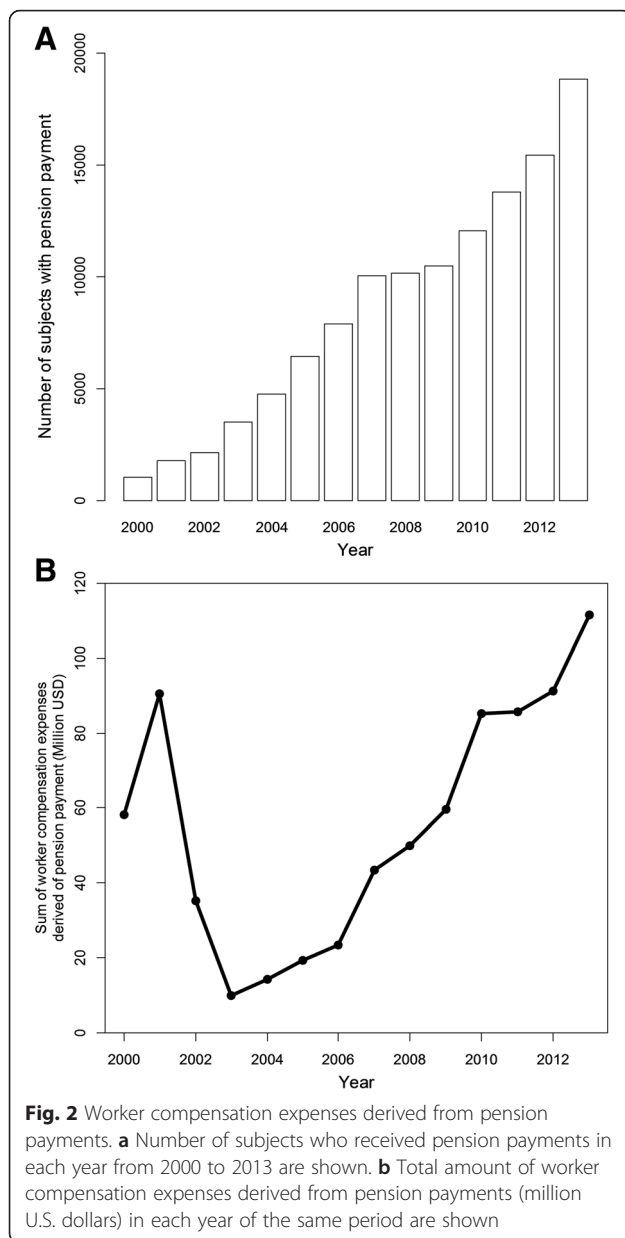 A
20000
15000
10000
5000
0
Number of subjects with pension payment
2000 2002 2004 2006 2008 2010 2012
Year
B
120
100
80
60
40
20
0
Sum of worker compensation expenses
derived of pension payment (Million USD)
2000 2002 2004 2006 2008 2010 2012
Year
Fig. 2 Worker compensation expenses derived from pension
payments. a Number of subjects who received pension payments in
each year from 2000 to 2013 are shown. b Total amount of worker
compensation expenses derived from pension payments (million
U.S. dollars) in each year of the same period are shown